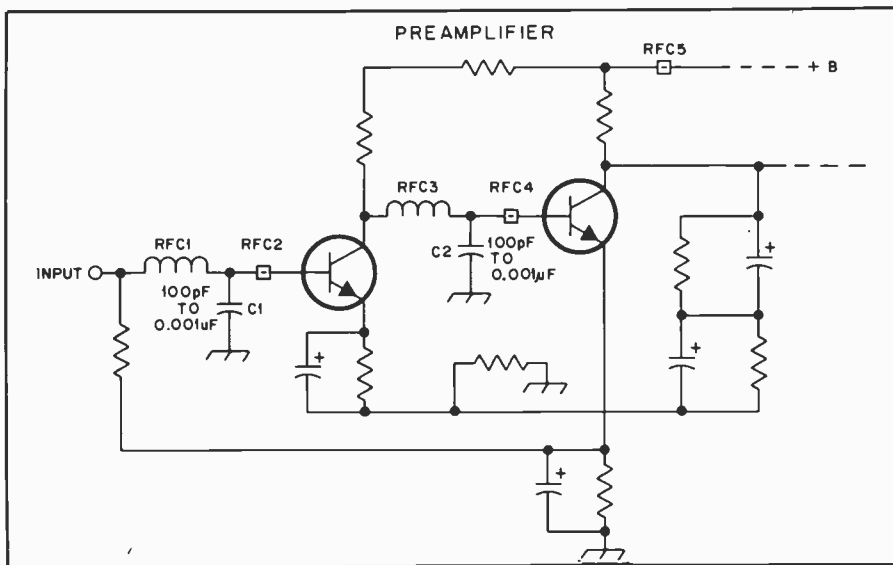 PREAMPLIFIER
RFC5
+ B
RFC3
RFC4
RFC1
RFC2
C2
100pF
TO
0.001µF
INPUT
100pF
TO
0.001uF
C1
+
+
+
+